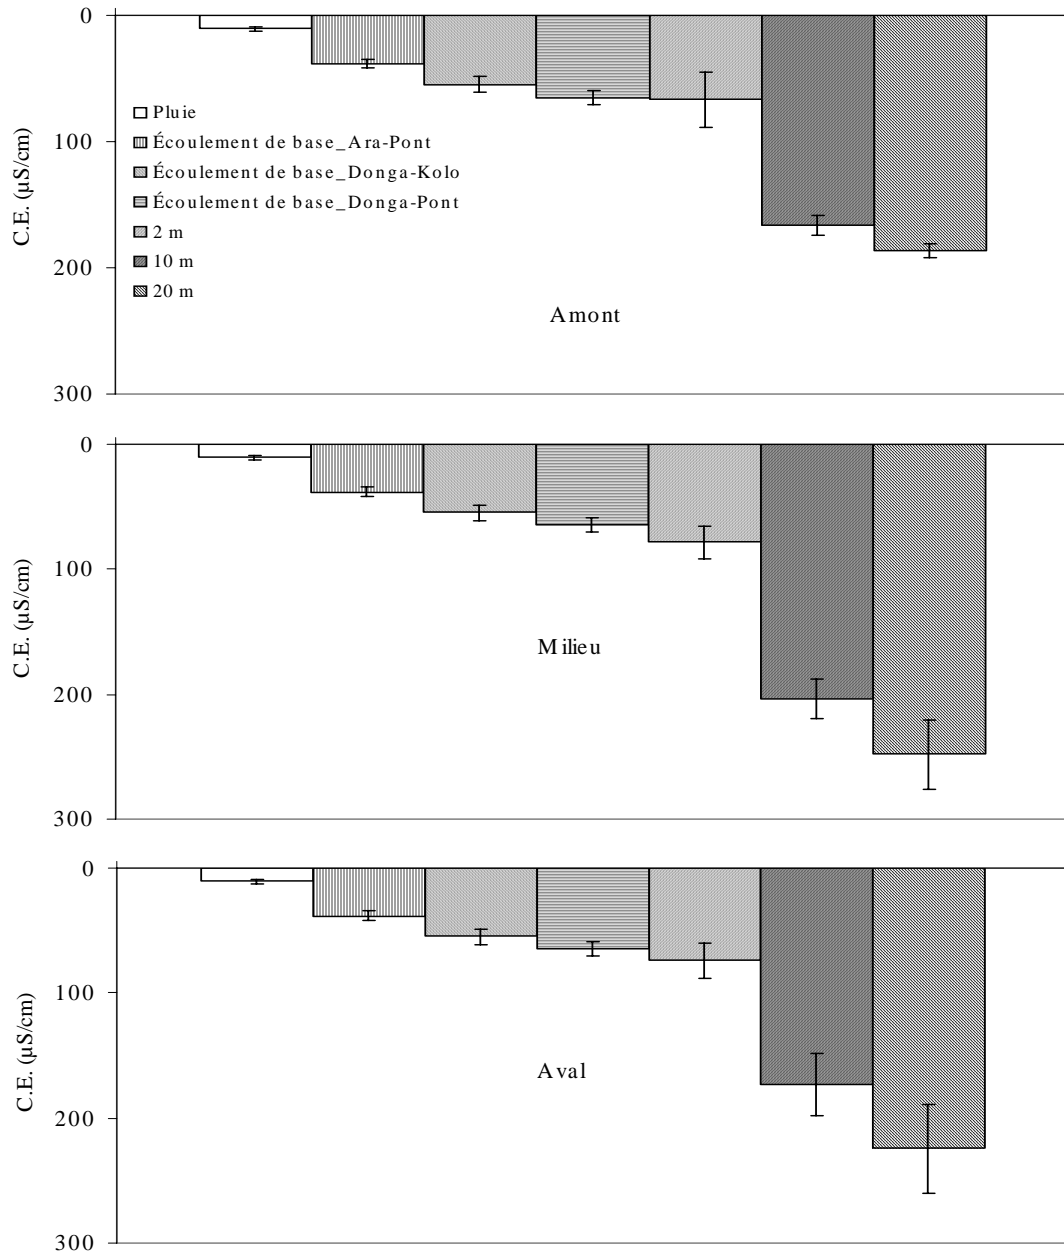 0
100
200
300
C.E. (µS/cm)
Pluie
Écoulement de base_Ara-Pont
Écoulement de base_Donga-Kolo
Écoulement de base_Donga-Pont
2 m
10 m
20 m
Amont
0
100
200
300
C.E. (µS/cm)
Milieu
0
100
200
300
C.E. (µS/cm)
Aval